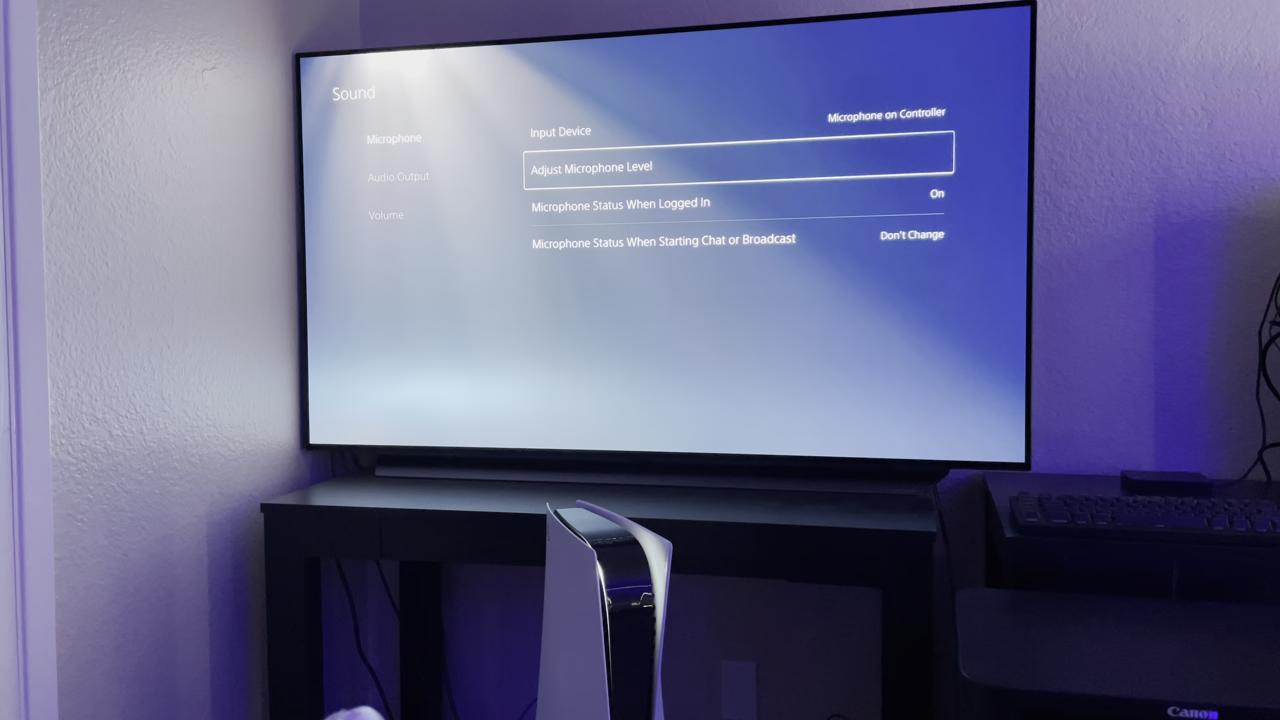 Sound
Microphone
Audio Output
Volume
Input Device
Microphone on Controller
Adjust Microphone Level
Microphone Status When Logged In
On
Microphone Status When Starting Chat or Broadcast
Don't Change
Canon